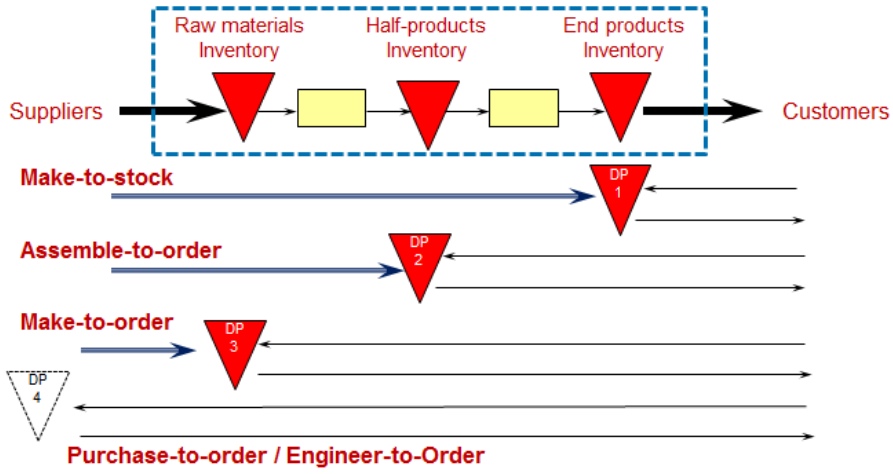 Raw materials
Inventory
Half-products
Inventory
End products
Inventory
Suppliers
Customers
Make-to-stock
DP
1
Assemble-to-order
DP
2
Make-to-order
DP
3
DP
4
Purchase-to-order / Engineer-to-Order